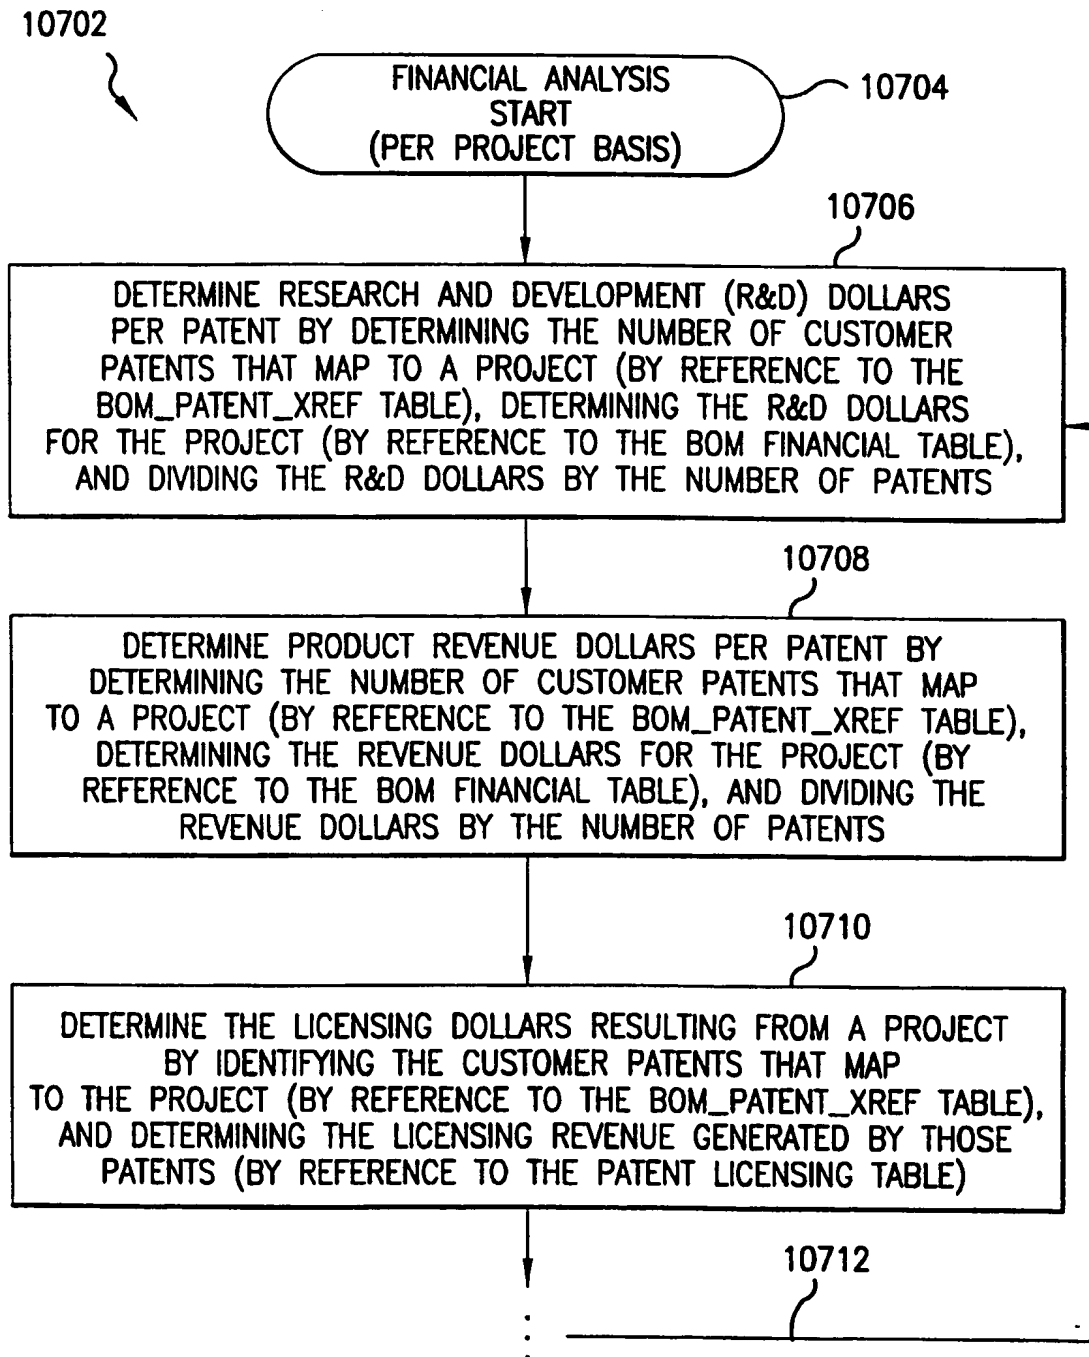 10702
FINANCIAL ANALYSIS
START
(PER PROJECT BASIS)
10704
10706
DETERMINE RESEARCH AND DEVELOPMENT (R&D) DOLLARS
PER PATENT BY DETERMINING THE NUMBER OF CUSTOMER
PATENTS THAT MAP TO A PROJECT (BY REFERENCE TO THE
BOM_PATENT_XREF TABLE), DETERMINING THE R&D DOLLARS
FOR THE PROJECT (BY REFERENCE TO THE BOM FINANCIAL TABLE),
AND DIVIDING THE R&D DOLLARS BY THE NUMBER OF PATENTS
10708
DETERMINE PRODUCT REVENUE DOLLARS PER PATENT BY
DETERMINING THE NUMBER OF CUSTOMER PATENTS THAT MAP
TO A PROJECT (BY REFERENCE TO THE BOM_PATENT_XREF TABLE),
DETERMINING THE REVENUE DOLLARS FOR THE PROJECT (BY
REFERENCE TO THE BOM FINANCIAL TABLE), AND DIVIDING THE
REVENUE DOLLARS BY THE NUMBER OF PATENTS
10710
DETERMINE THE LICENSING DOLLARS RESULTING FROM A PROJECT
BY IDENTIFYING THE CUSTOMER PATENTS THAT MAP
TO THE PROJECT (BY REFERENCE TO THE BOM_PATENT_XREF TABLE),
AND DETERMINING THE LICENSING REVENUE GENERATED BY THOSE
PATENTS (BY REFERENCE TO THE PATENT LICENSING TABLE)
10712